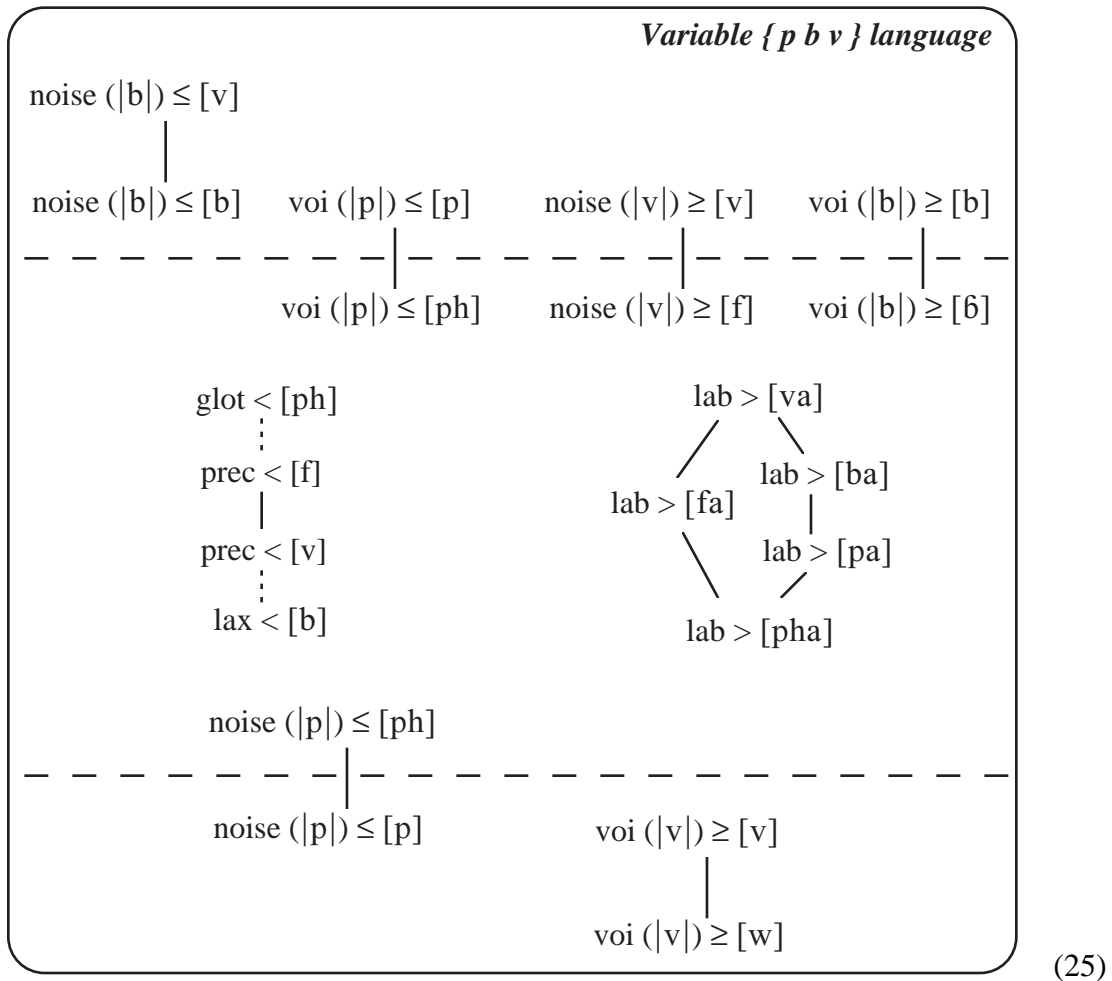 Variable { p b v } language
noise (|b|) ≤ [v]
noise (|b|) ≤ [b] voi (|p|) ≤ [p] noise (|v|) ≥ [v] voi (|b|) ≥ [b]
voi (|p|) ≤ [ph] noise (|v|) ≥ [f] voi (|b|) ≥ [ɓ]
glot < [ph] lab > [va]
prec < [f] lab > [ba]
lab > [fa]
prec < [v] lab > [pa]
lax < [b] lab > [pha]
noise (|p|) ≤ [ph]
noise (|p|) ≤ [p] voi (|v|) ≥ [v]
voi (|v|) ≥ [w]
(25)